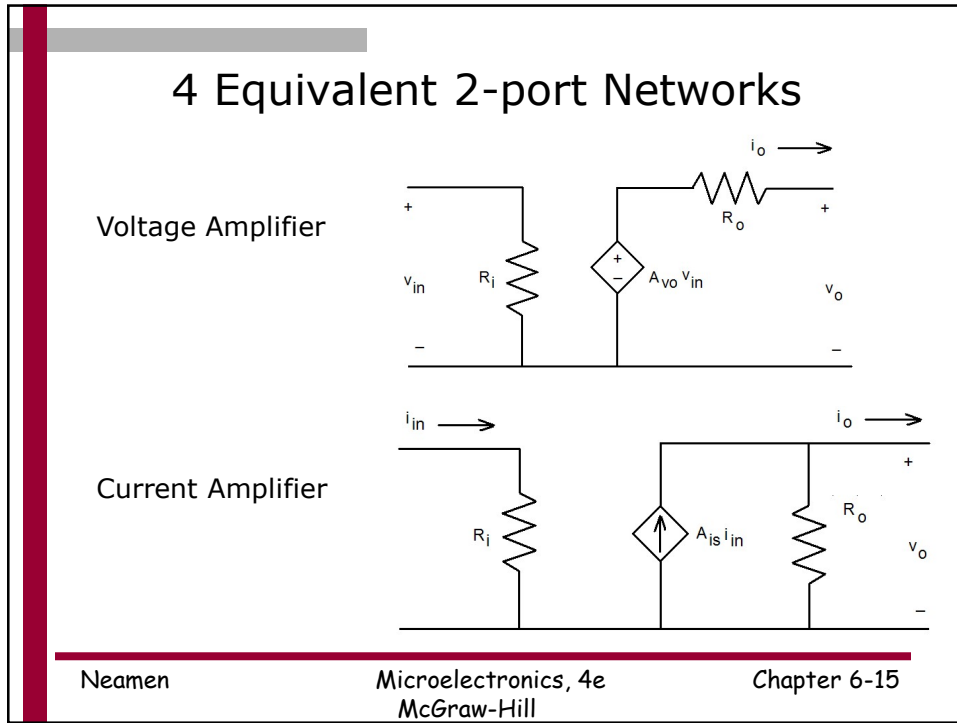 4 Equivalent 2-port Networks
Voltage Amplifier
i_o
+
v_in
–
R_i
+
–
A_vo v_in
R_o
+
v_o
–
Current Amplifier
i_in
R_i
A_is i_in
i_o
R_o
+
v_o
–
Neamen
Microelectronics, 4e
McGraw-Hill
Chapter 6-15